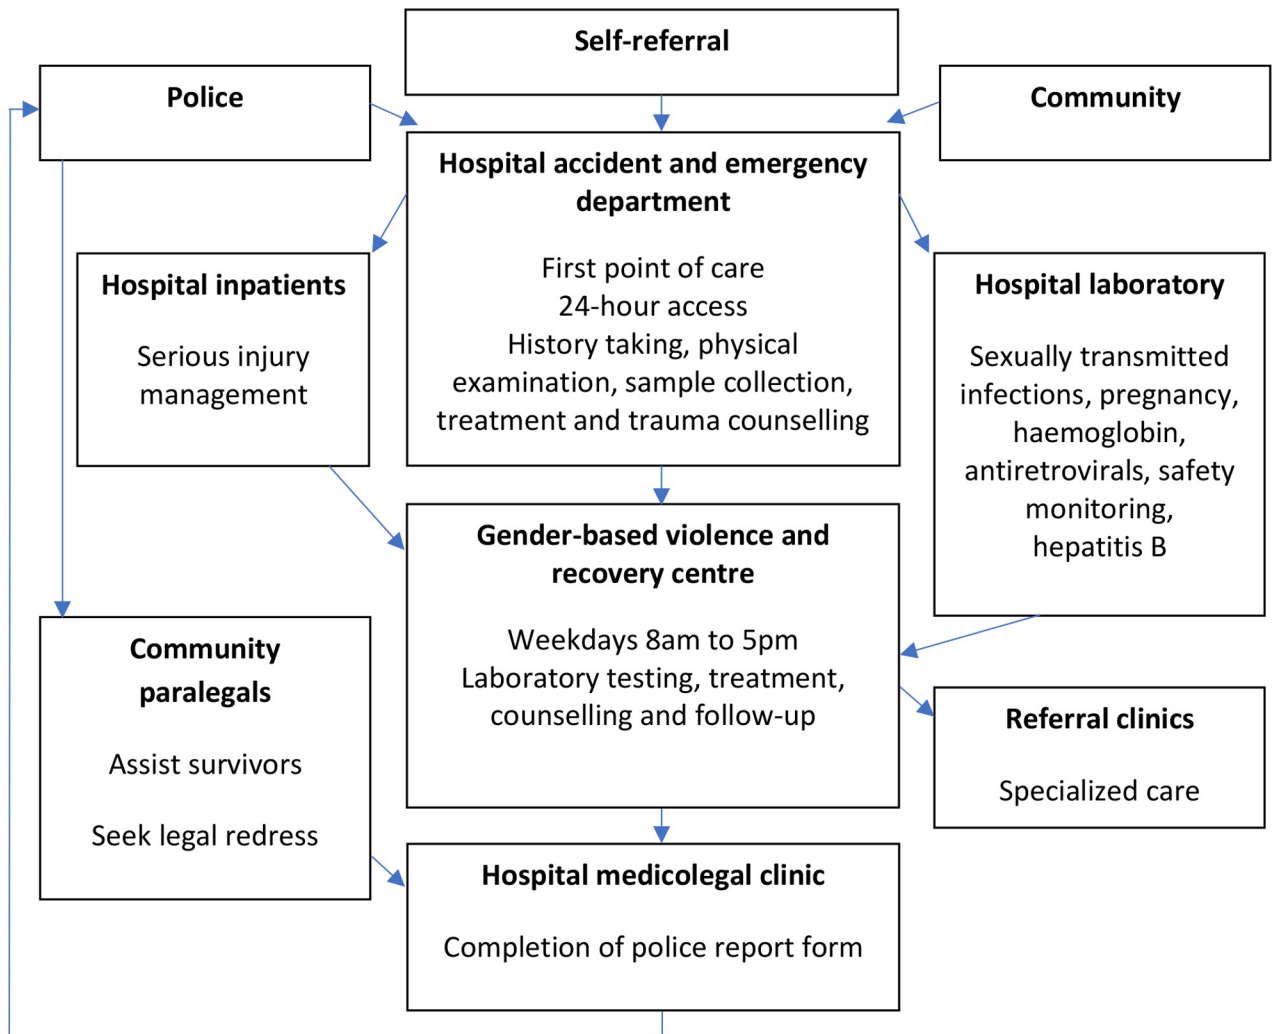 Self-referral
Police
Community
Hospital accident and emergency
department
First point of care
24-hour access
History taking, physical
examination, sample collection,
treatment and trauma counselling
Hospital inpatients
Serious injury
management
Hospital laboratory
Sexually transmitted
infections, pregnancy,
haemoglobin,
antiretrovirals, safety
monitoring,
hepatitis B
Gender-based violence and
recovery centre
Weekdays 8am to 5pm
Laboratory testing, treatment,
counselling and follow-up
Community
paralegals
Assist survivors
Seek legal redress
Referral clinics
Specialized care
Hospital medicolegal clinic
Completion of police report form